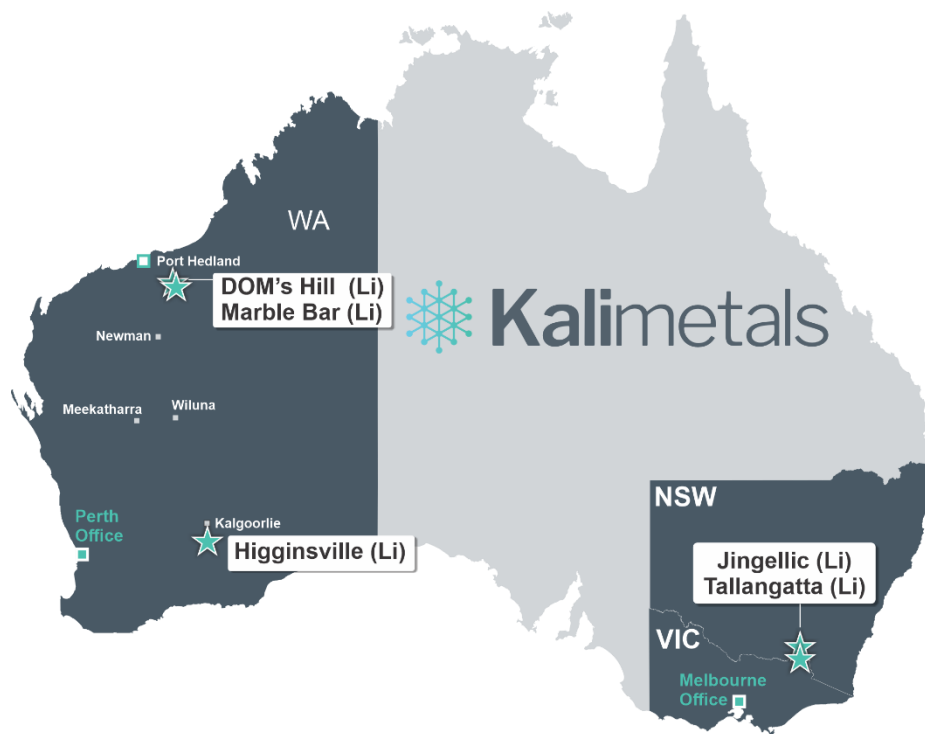 WA
Port Hedland
DOM's Hill (Li)
Marble Bar (Li)
Kalimetals
Newman
Meekatharra
Wiluna
Perth
Office
Kalgoorlie
Higginsville (Li)
NSW
Jingellic (Li)
Tallangatta (Li)
VIC
Melbourne
Office